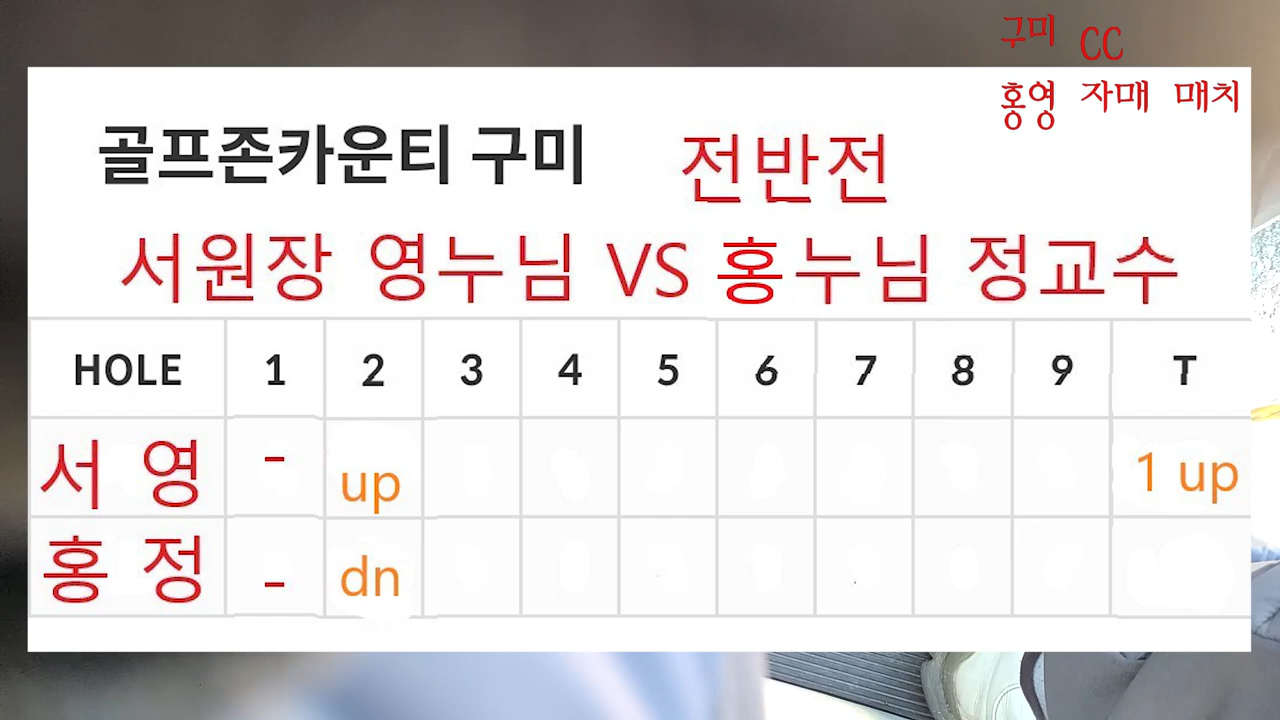 구미 CC
홍영 자매 매치
골프존카운티 구미 전반전
서원장 영누님 VS 홍누님 정교수
HOLE 1 2 3 4 5 6 7 8 9 T
서 영 - up 1 up
홍 정 - dn